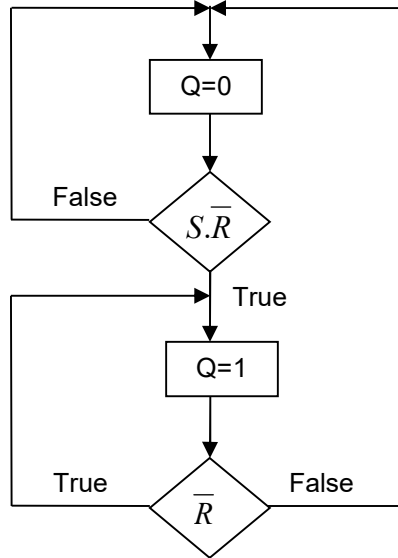 Q=0
False
S.R̅
True
Q=1
True
False
R̅